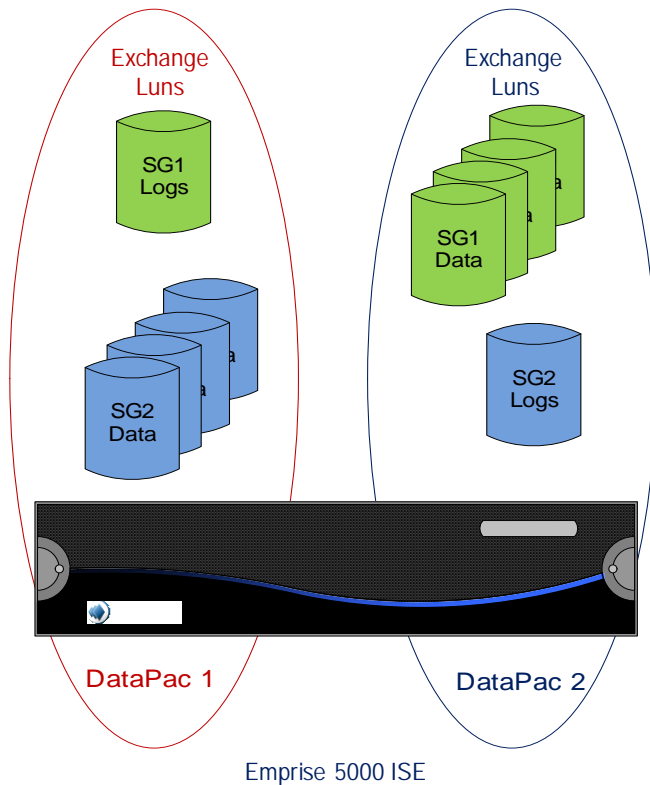 Exchange
Luns
SG1
Logs
SG2
Data
DataPac 1
Exchange
Luns
SG1
Data
SG2
Logs
DataPac 2
Emprise 5000 ISE